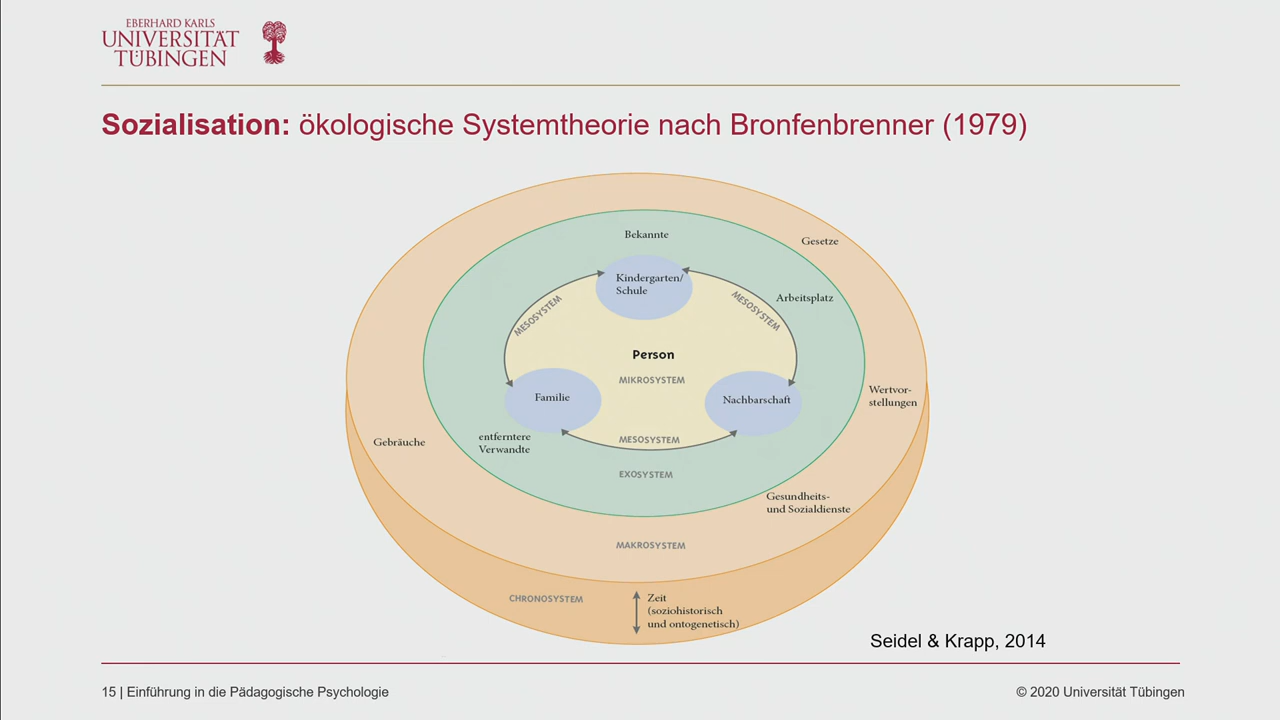 EBERHARD KARLS
UNIVERSITÄT
TÜBINGEN
Sozialisation: ökologische Systemtheorie nach Bronfenbrenner (1979)
Bekannte
Gesetze
Kindergarten/
Schule
MESOSYSTEM
MESOSYSTEM
Arbeitsplatz
Person
MIKROSYSTEM
Familie
Nachbarschaft
Wertvor-
stellungen
Gebräuche
entferntere
Verwandte
MESOSYSTEM
EXOSYSTEM
Gesundheits-
und Sozialdienste
MAKROSYSTEM
CHRONOSYSTEM
Zeit
(soziohistorisch
und ontogenetisch)
Seidel & Krapp, 2014
15 | Einführung in die Pädagogische Psychologie
© 2020 Universität Tübingen